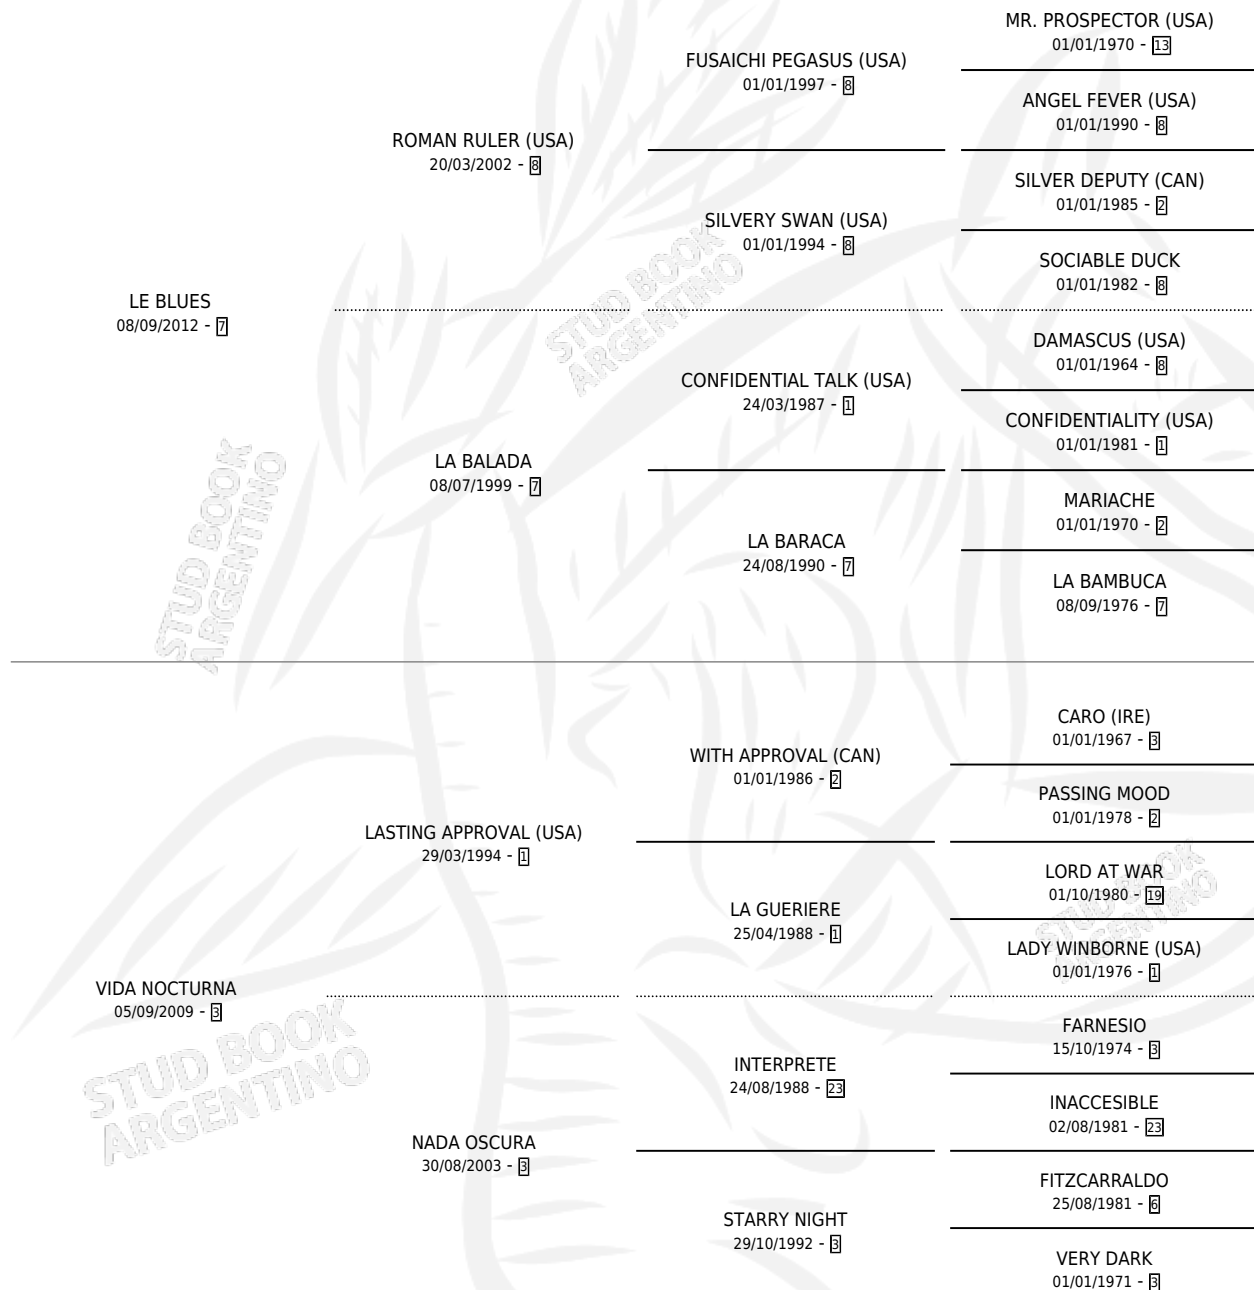 MR. PROSPECTOR (USA)
01/01/1970 - 13
FUSAICHI PEGASUS (USA)
01/01/1997 - 8
ANGEL FEVER (USA)
01/01/1990 - 8
ROMAN RULER (USA)
20/03/2002 - 8
SILVER DEPUTY (CAN)
01/01/1985 - 2
SILVERY SWAN (USA)
01/01/1994 - 8
SOCIABLE DUCK
01/01/1982 - 8
STUD BOOK
ARGENTINO
LE BLUES
08/09/2012 - 7
DAMASCUS (USA)
01/01/1964 - 8
CONFIDENTIAL TALK (USA)
24/03/1987 - 1
CONFIDENTIALITY (USA)
01/01/1981 - 1
LA BALADA
08/07/1999 - 7
MARIACHE
01/01/1970 - 2
LA BARACA
24/08/1990 - 7
LA BAMBUCA
08/09/1976 - 7
STUD BOOK
ARGENTINO
CARO (IRE)
01/01/1967 - 3
WITH APPROVAL (CAN)
01/01/1986 - 2
PASSING MOOD
01/01/1978 - 2
LASTING APPROVAL (USA)
29/03/1994 - 1
LORD AT WAR
01/10/1980 - 19
LA GUERIERE
25/04/1988 - 1
STUD BOOK
ARGENTINO
LADY WINBORNE (USA)
01/01/1976 - 1
VIDA NOCTURNA
05/09/2009 - 3
FARNESIO
15/10/1974 - 3
INTERPRETE
24/08/1988 - 23
INACCESIBLE
02/08/1981 - 23
STUD BOOK
ARGENTINO
NADA OSCURA
30/08/2003 - 3
FITZCARRALDO
25/08/1981 - 6
STARRY NIGHT
29/10/1992 - 3
VERY DARK
01/01/1971 - 3